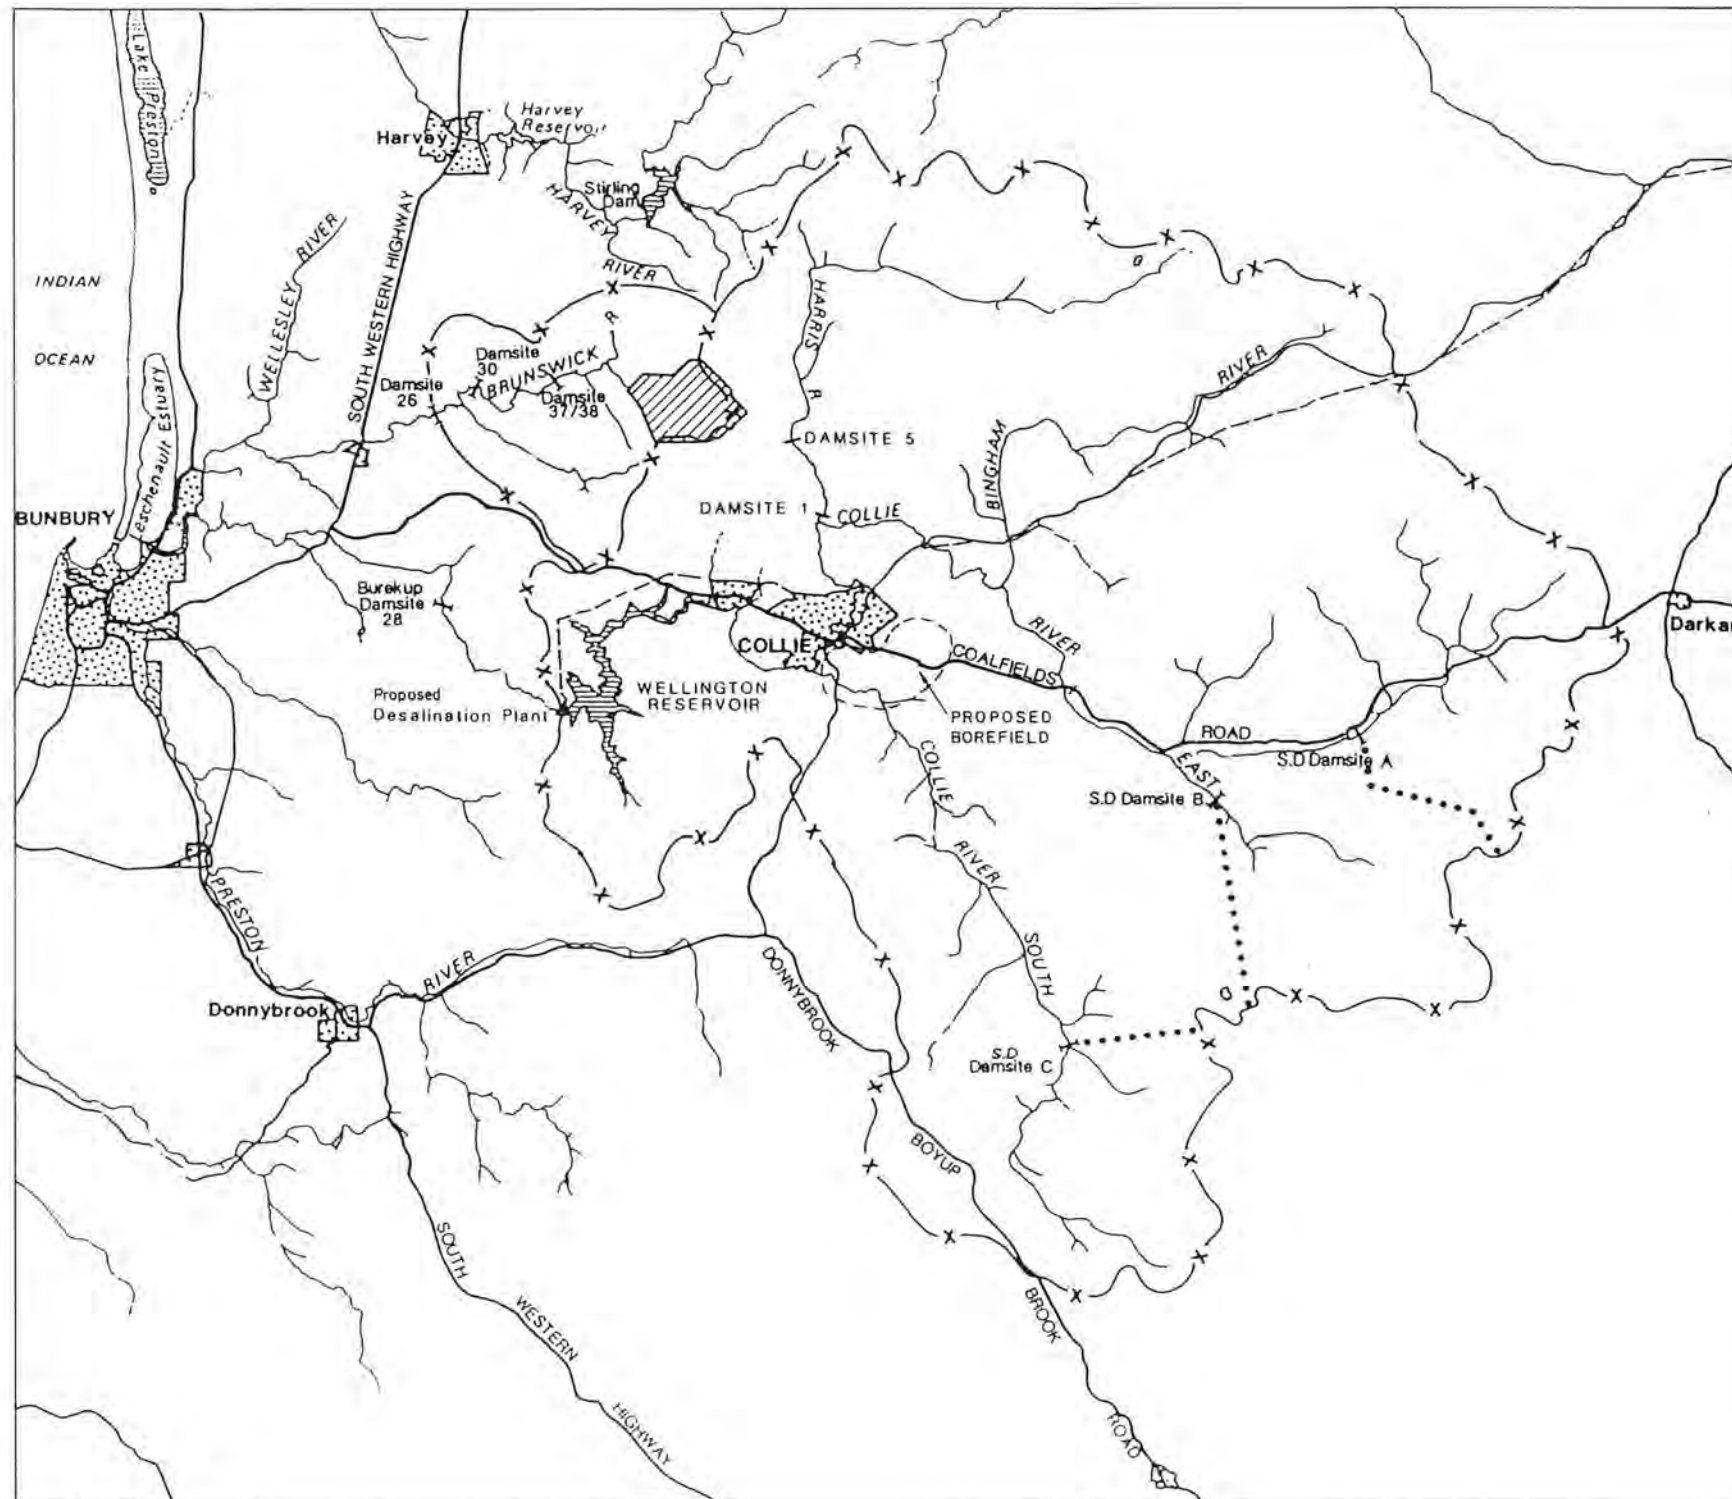 Lake Preston
Harvey
Harvey
Reservoir
Stirling
Dam
HARVEY
RIVER
WELLESLEY RIVER
SOUTH WESTERN HIGHWAY
INDIAN
OCEAN
Leschenault Estuary
HARRIS
R
Damsite
30
BRUNSWICK
R
Damsite
26
Damsite
37/38
RIVER
BINGHAM
DAMSITE 5
DAMSITE 1
COLLIE
BUNBURY
Burekup
Damsite
28
COLLIE
RIVER
COALFIELDS
ROAD
Darkan
Proposed
Desalination Plant
WELLINGTON
RESERVOIR
PROPOSED
BOREFIELD
EAST
S.D Damsite A
S.D Damsite B
COLLIE
RIVER
SOUTH
PRESTON
RIVER
Donnybrook
DONNYBROOK
S.D
Damsite C
BOYUP
BROOK
ROAD
SOUTH
WESTERN
HIGHWAY